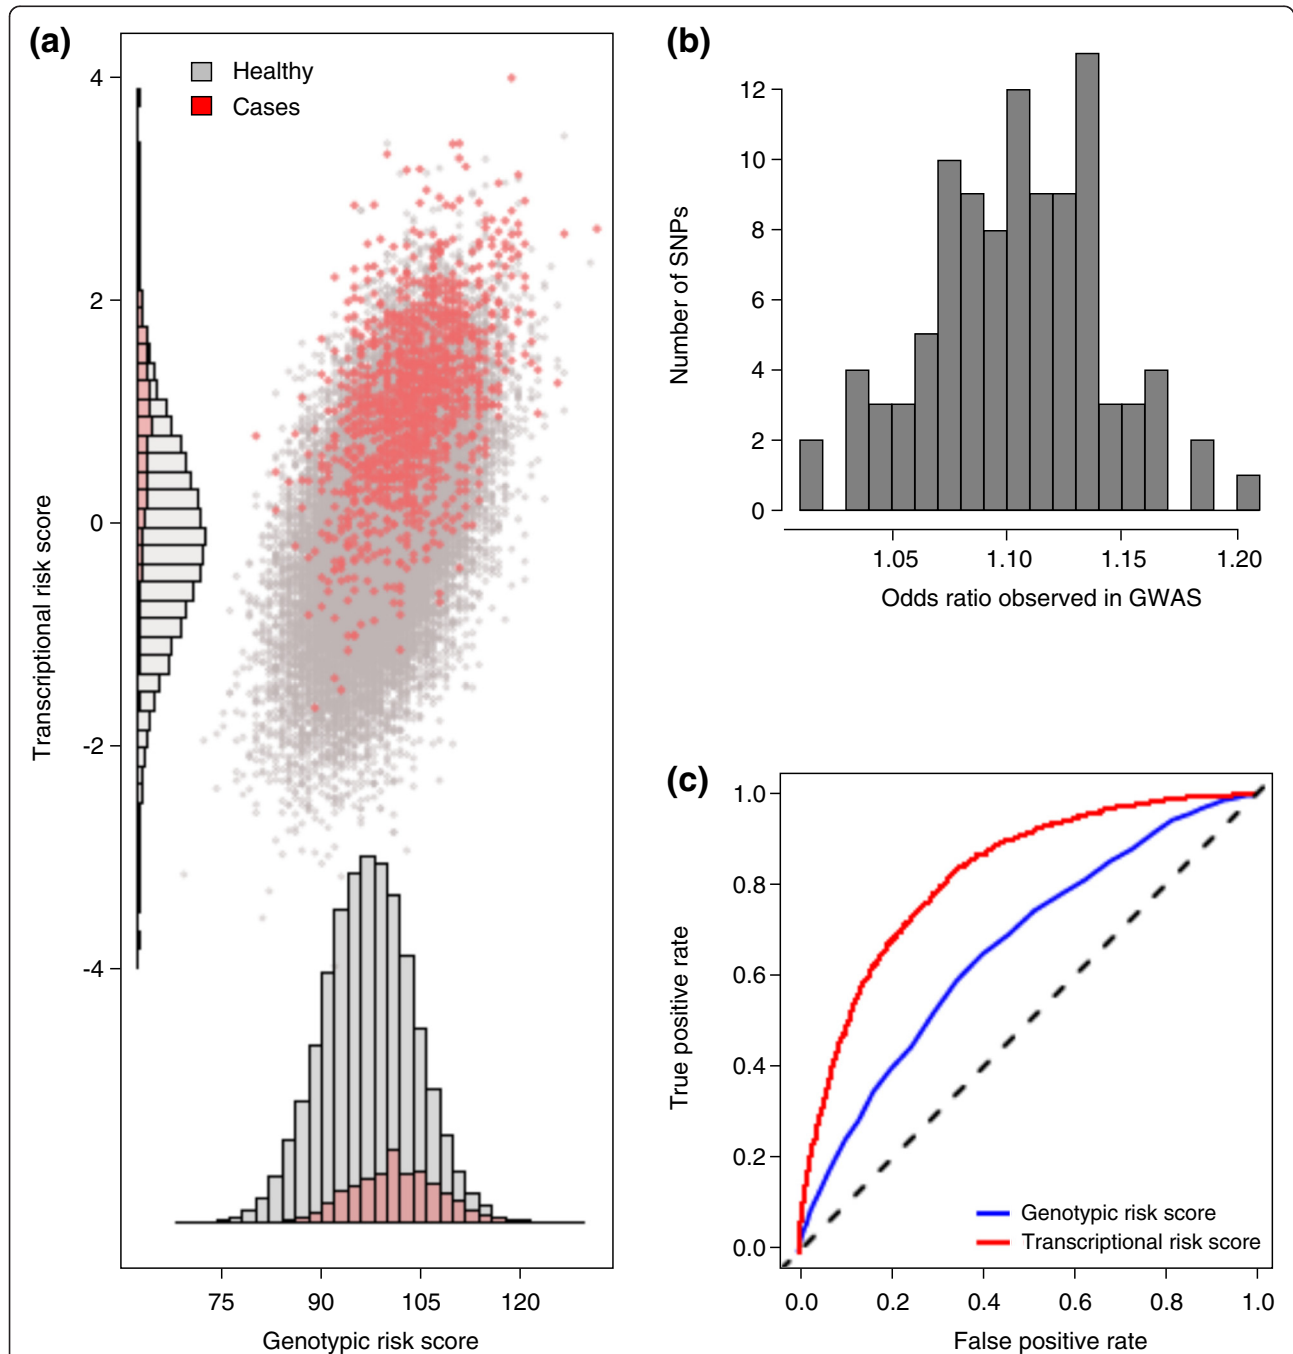 (a)
Healthy
Cases
4
2
0
-2
-4
Transcriptional risk score
75 90 105 120
Genotypic risk score
(b)
12
10
8
6
4
2
0
Number of SNPs
1.05 1.10 1.15 1.20
Odds ratio observed in GWAS
(c)
1.0
0.8
0.6
0.4
0.2
0.0
True positive rate
Genotypic risk score
Transcriptional risk score
0.0 0.2 0.4 0.6 0.8 1.0
False positive rate